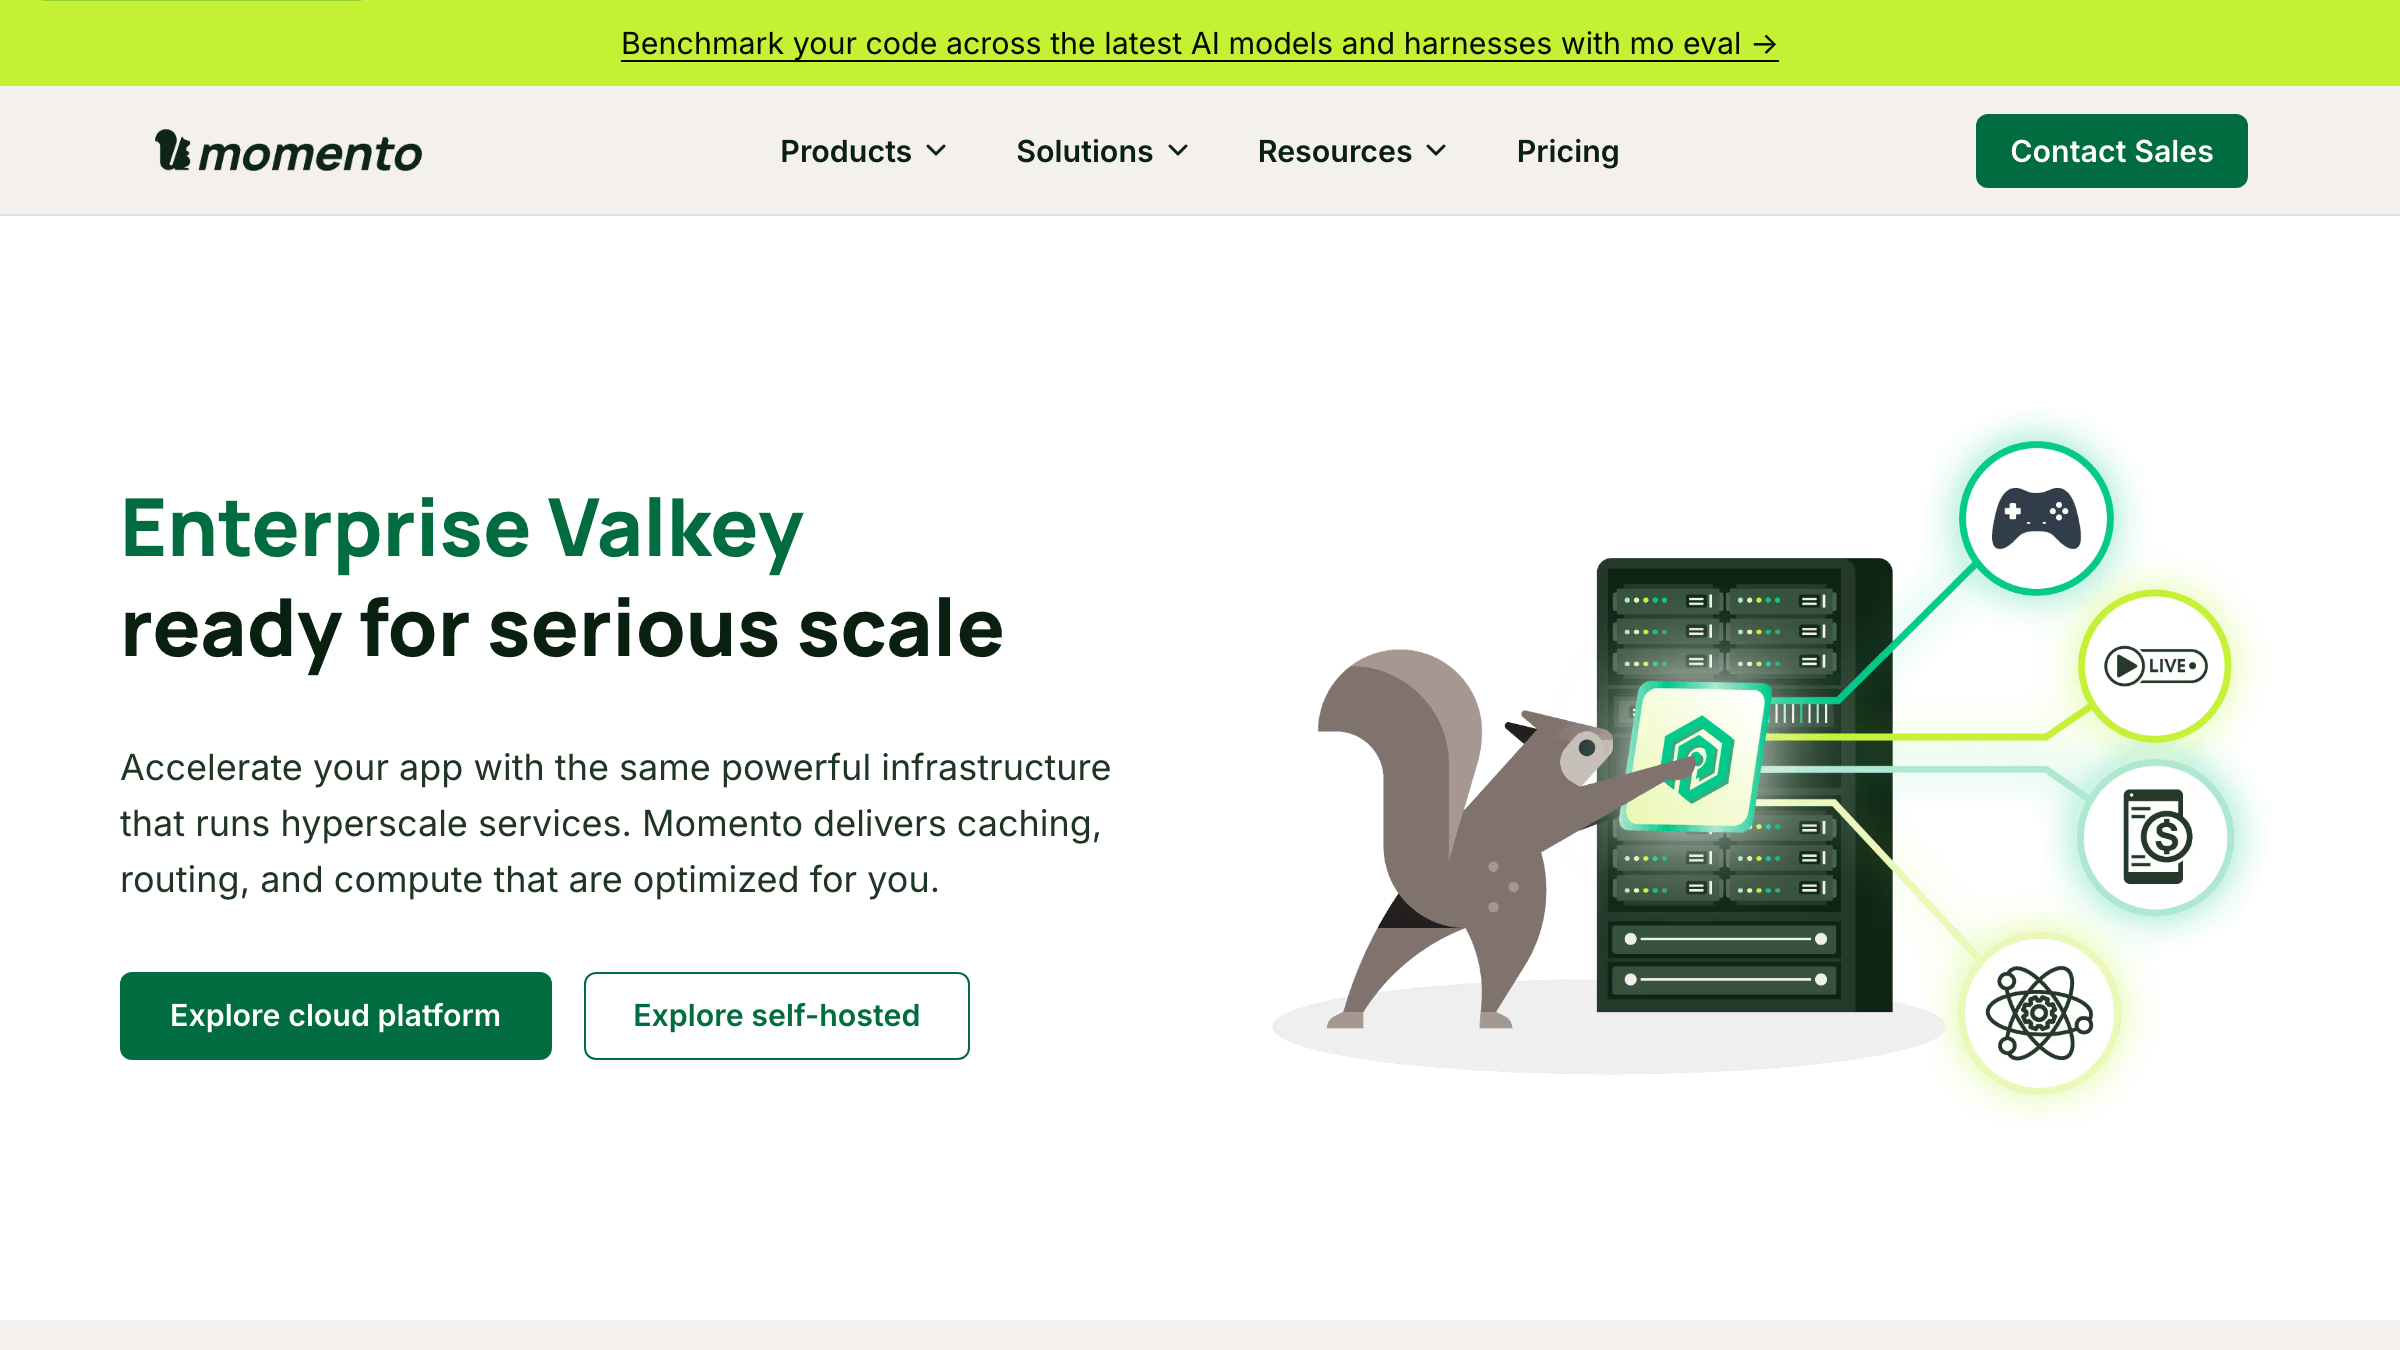 Benchmark your code across the latest AI models and harnesses with mo eval →
momento
Products
Solutions
Resources
Pricing
Contact Sales
Enterprise Valkey
ready for serious scale
Accelerate your app with the same powerful infrastructure
that runs hyperscale services. Momento delivers caching,
routing, and compute that are optimized for you.
Explore cloud platform
Explore self-hosted
LIVE
$